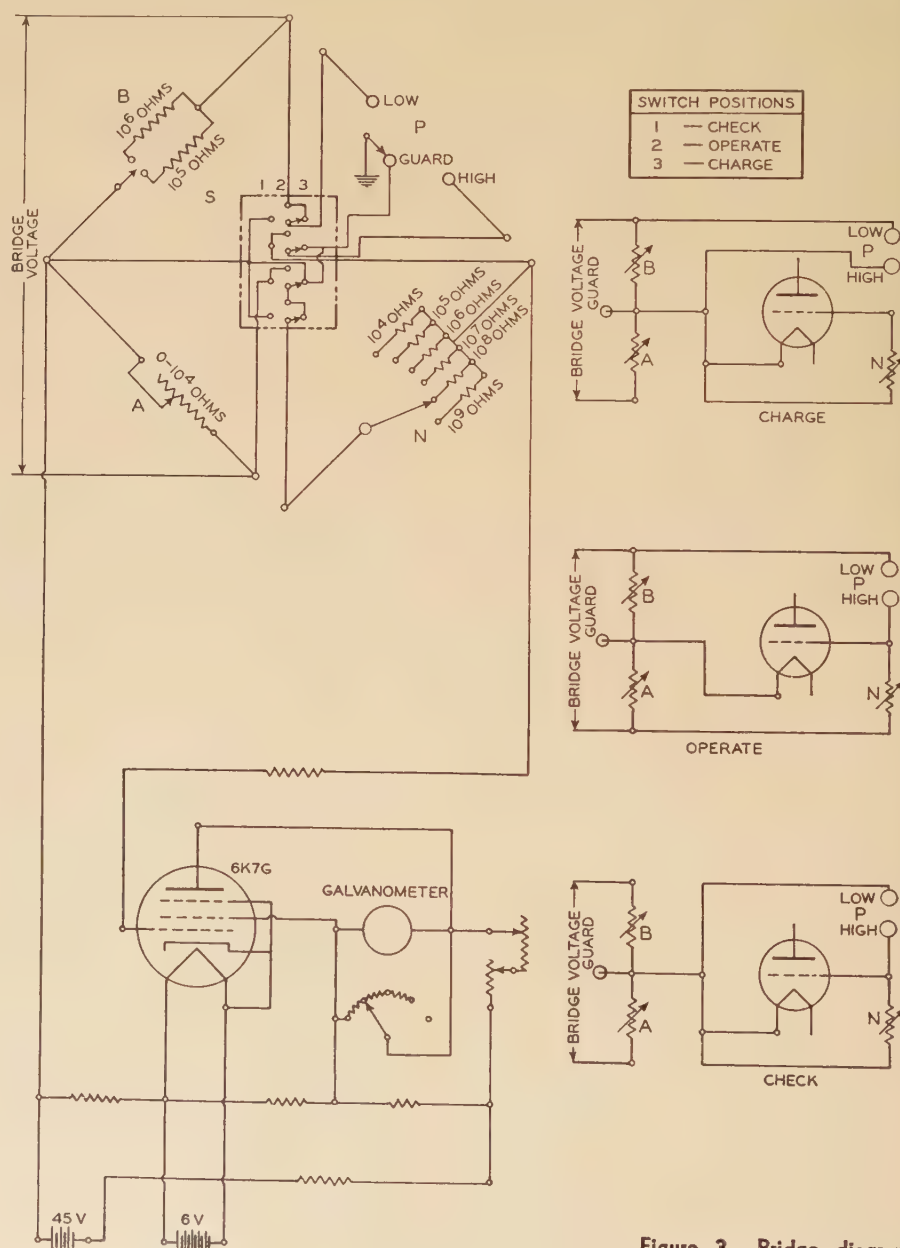 BRIDGE VOLTAGE
B
10⁶ OHMS
10⁵ OHMS
S
1 2 3
LOW
P
GUARD
HIGH
0-10⁴ OHMS
A
10⁴ OHMS
10⁵ OHMS
10⁶ OHMS
10⁷ OHMS
10⁸ OHMS
10⁹ OHMS
N
6K7G
GALVANOMETER
45 V
6 V
SWITCH POSITIONS
1 — CHECK
2 — OPERATE
3 — CHARGE
BRIDGE VOLTAGE
GUARD
B
A
LOW
P
HIGH
N
CHARGE
BRIDGE VOLTAGE
GUARD
B
A
LOW
P
HIGH
N
OPERATE
BRIDGE VOLTAGE
GUARD
B
A
LOW
P
HIGH
N
CHECK
Figure 3. Bridge